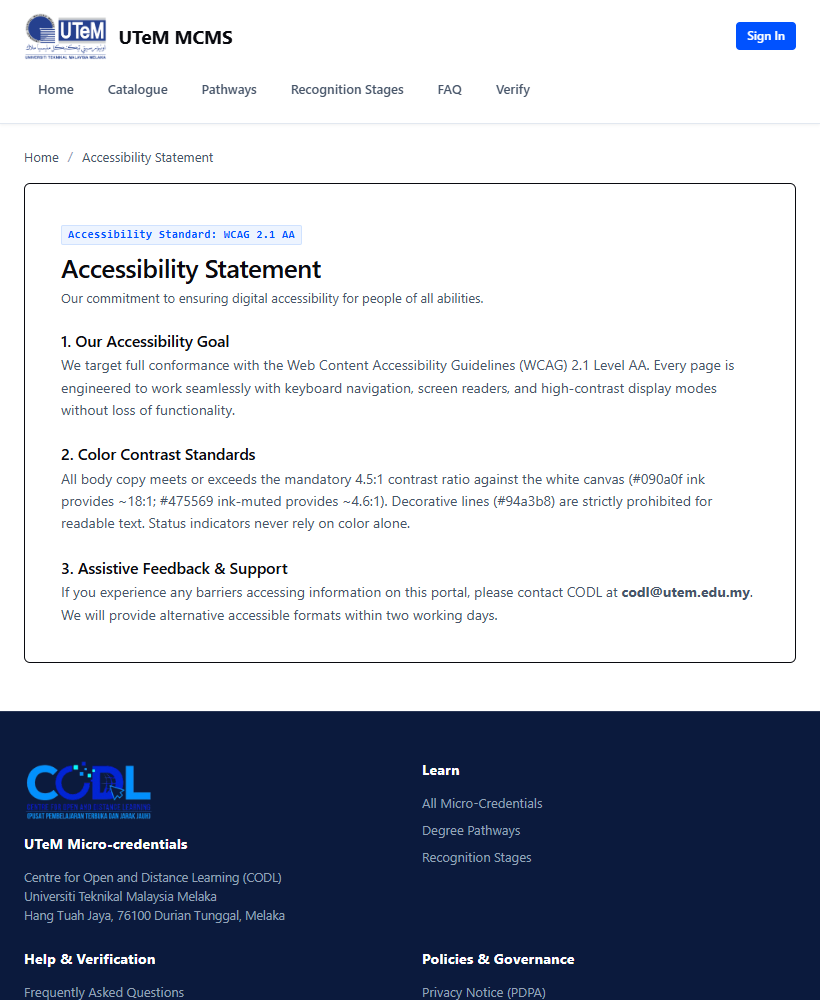 UTeM
UNIVERSITI TEKNIKAL MALAYSIA MELAKA
UTeM MCMS
Sign In
Home
Catalogue
Pathways
Recognition Stages
FAQ
Verify
Home / Accessibility Statement
Accessibility Standard: WCAG 2.1 AA
Accessibility Statement
Our commitment to ensuring digital accessibility for people of all abilities.
1. Our Accessibility Goal
We target full conformance with the Web Content Accessibility Guidelines (WCAG) 2.1 Level AA. Every page is
engineered to work seamlessly with keyboard navigation, screen readers, and high-contrast display modes
without loss of functionality.
2. Color Contrast Standards
All body copy meets or exceeds the mandatory 4.5:1 contrast ratio against the white canvas (#090a0f ink
provides ~18:1; #475569 ink-muted provides ~4.6:1). Decorative lines (#94a3b8) are strictly prohibited for
readable text. Status indicators never rely on color alone.
3. Assistive Feedback & Support
If you experience any barriers accessing information on this portal, please contact CODL at codl@utem.edu.my.
We will provide alternative accessible formats within two working days.
CODL
(PUSAT PEMBELAJARAN TERBUKA DAN JARAK JAUH)
UTeM Micro-credentials
Centre for Open and Distance Learning (CODL)
Universiti Teknikal Malaysia Melaka
Hang Tuah Jaya, 76100 Durian Tunggal, Melaka
Learn
All Micro-Credentials
Degree Pathways
Recognition Stages
Help & Verification
Frequently Asked Questions
Policies & Governance
Privacy Notice (PDPA)